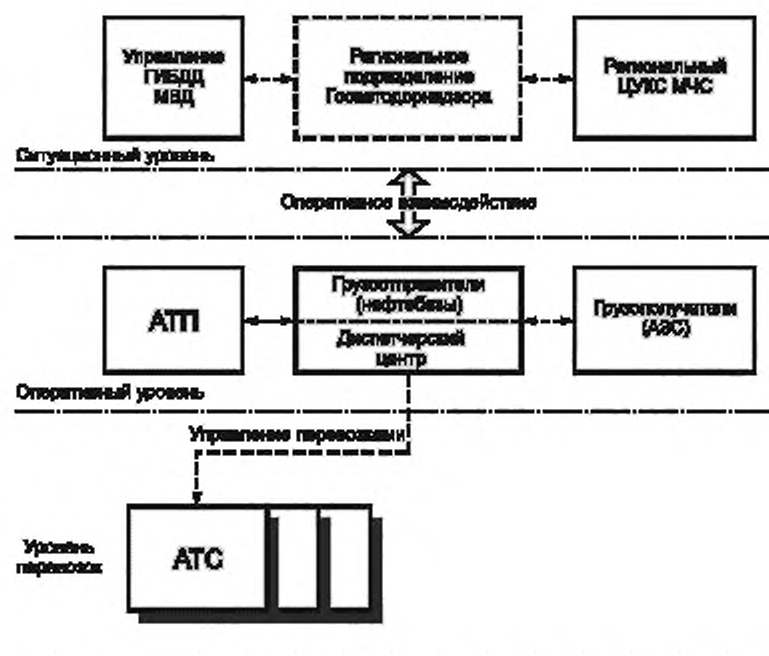 Управление
ГИБДД
МВД
Региональное
подразделение
Госавтодорнадзора
Региональный
ЦУКС МЧС
Ситуационный уровень
Оперативное взаимодействие
АТП
Грузоотправители
(нефтебазы)
Диспетчерский
центр
Грузополучатели
(АЗС)
Оперативный уровень
Управление перевозками
Уровень
перевозок
АТС